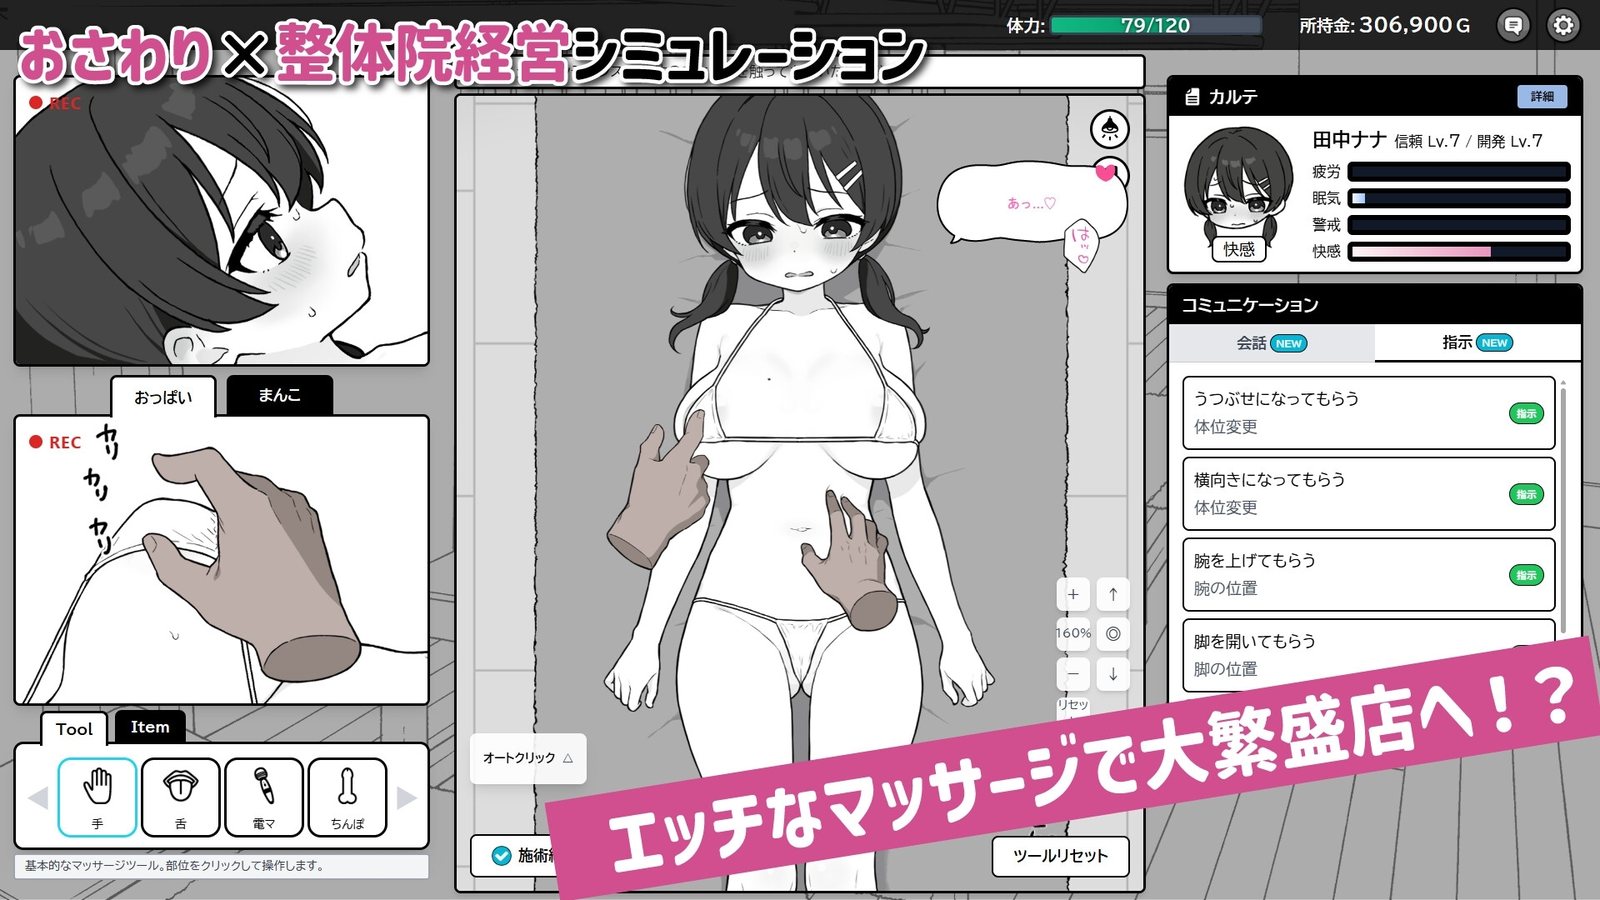 おさわり×整体院経営シミュレーション
体力: 79/120
所持金: 306,900 G
REC
カルテ
詳細
田中ナナ 信頼 Lv.7 / 開発 Lv.7
疲労
眠気
警戒
快感
快感
あっ…♡
はッ♡
コミュニケーション
会話 NEW
指示 NEW
うつぶせになってもらう
体位変更
指示
横向きになってもらう
体位変更
指示
腕を上げてもらう
腕の位置
指示
脚を開いてもらう
脚の位置
おっぱい
まんこ
REC
カリ
カリ
カリ
+
↑
160%
◎
−
↓
リセッ
オートクリック △
Tool
Item
手
舌
電マ
ちんぽ
基本的なマッサージツール。部位をクリックして操作します。
施術
ツールリセット
エッチなマッサージで大繁盛店へ！？